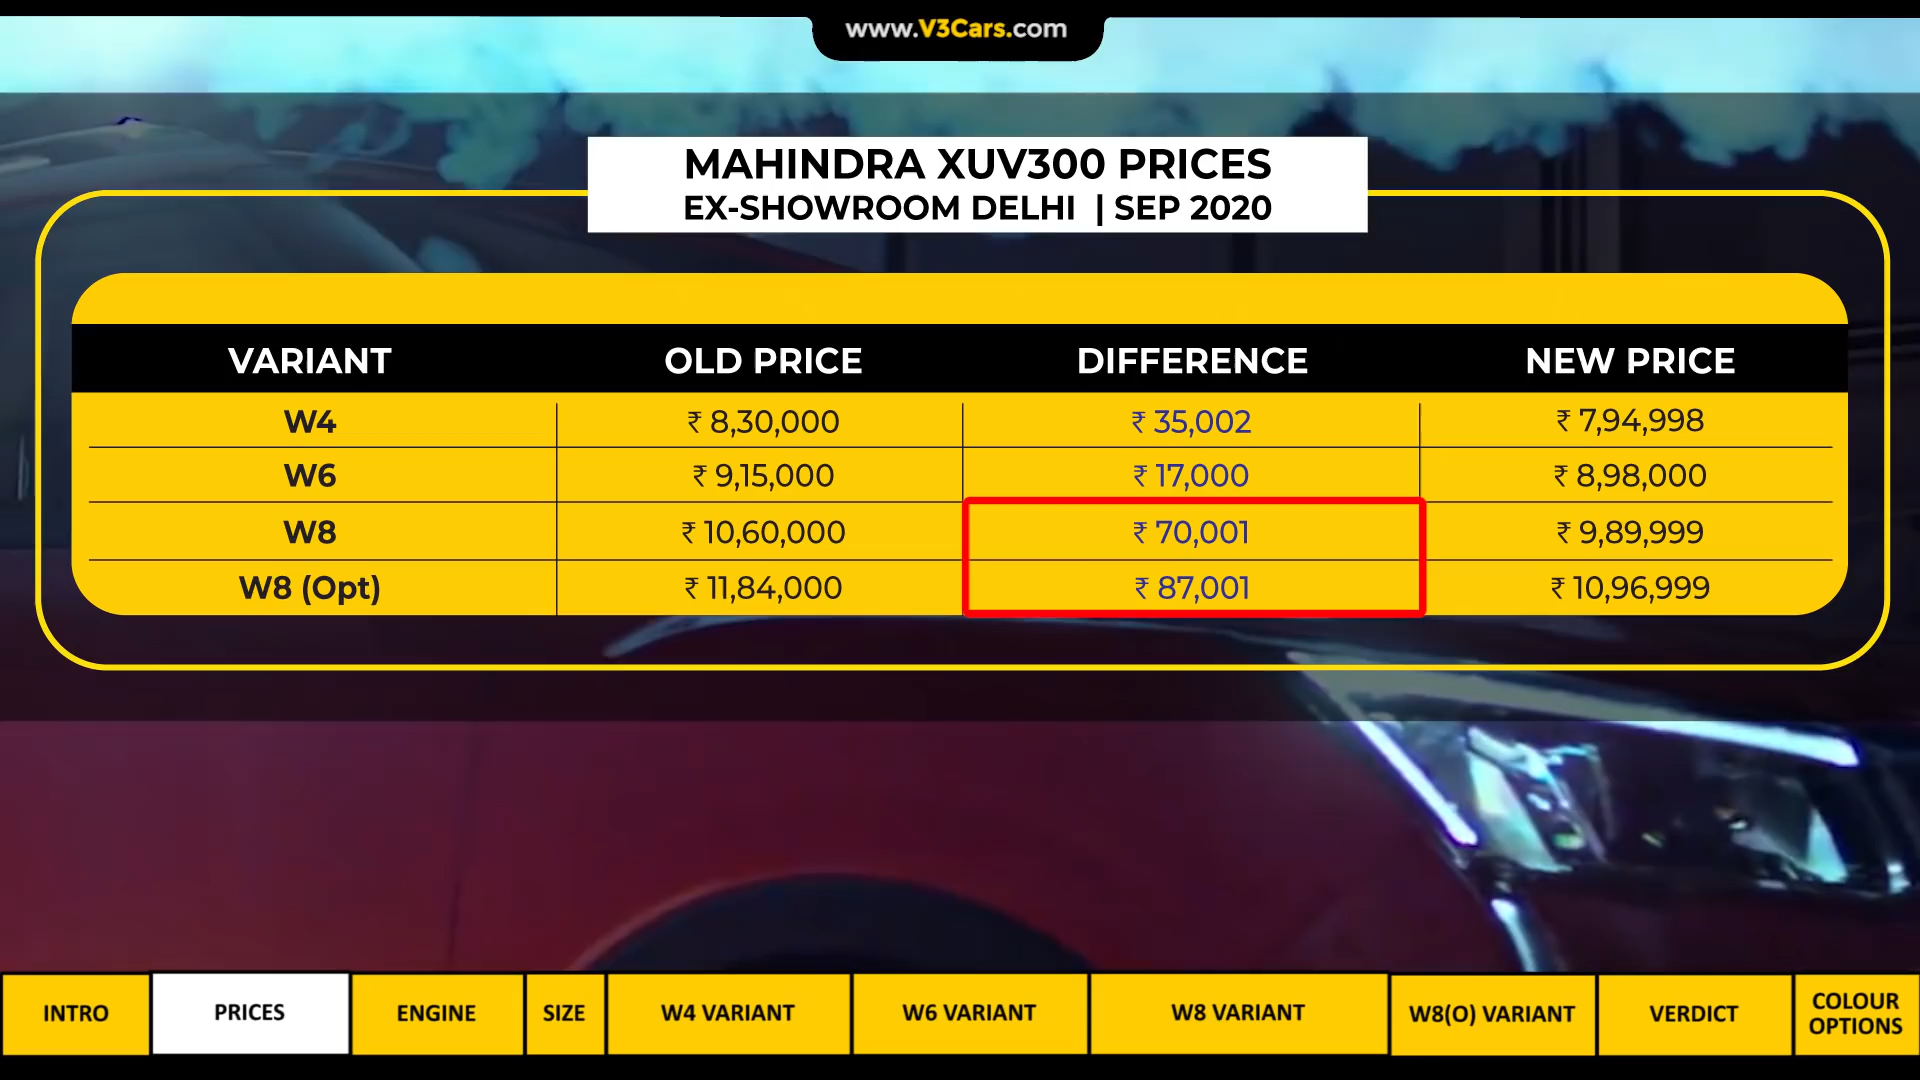 www.V3Cars.com
MAHINDRA XUV300 PRICES
EX-SHOWROOM DELHI | SEP 2020
VARIANT OLD PRICE DIFFERENCE NEW PRICE
W4 ₹ 8,30,000 ₹ 35,002 ₹ 7,94,998
W6 ₹ 9,15,000 ₹ 17,000 ₹ 8,98,000
W8 ₹ 10,60,000 ₹ 70,001 ₹ 9,89,999
W8 (Opt) ₹ 11,84,000 ₹ 87,001 ₹ 10,96,999
INTRO PRICES ENGINE SIZE W4 VARIANT W6 VARIANT W8 VARIANT W8(O) VARIANT VERDICT COLOUR
OPTIONS